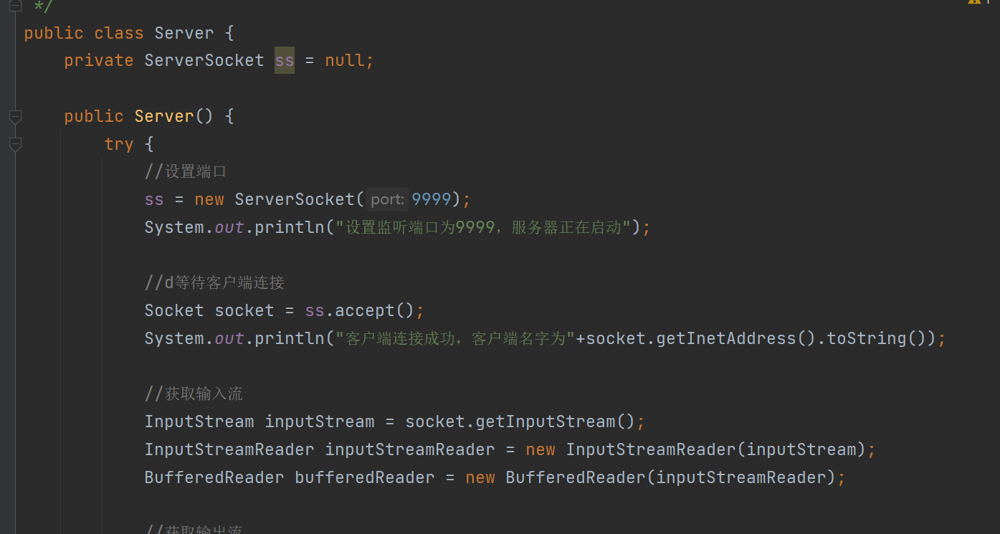 */
public class Server {
private ServerSocket ss = null;
public Server() {
try {
//设置端口
ss = new ServerSocket( port: 9999);
System.out.println("设置监听端口为9999，服务器正在启动");
//d等待客户端连接
Socket socket = ss.accept();
System.out.println("客户端连接成功，客户端名字为"+socket.getInetAddress().toString());
//获取输入流
InputStream inputStream = socket.getInputStream();
InputStreamReader inputStreamReader = new InputStreamReader(inputStream);
BufferedReader bufferedReader = new BufferedReader(inputStreamReader);
//获取输出流